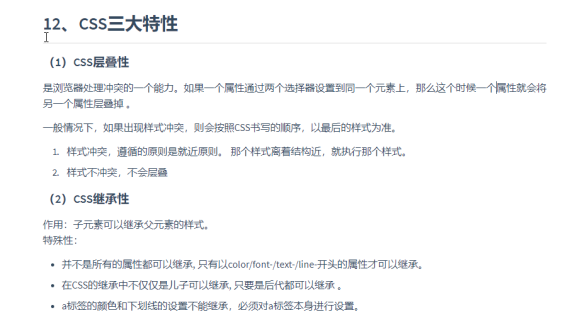 12、CSS三大特性
（1）CSS层叠性
是浏览器处理冲突的一个能力。如果一个属性通过两个选择器设置到同一个元素上，那么这个时候一个属性就会将
另一个属性层叠掉 。
一般情况下，如果出现样式冲突，则会按照CSS书写的顺序，以最后的样式为准。
1. 样式冲突，遵循的原则是就近原则。 那个样式离着结构近，就执行那个样式。
2. 样式不冲突，不会层叠
（2）CSS继承性
作用：子元素可以继承父元素的样式。
特殊性：
• 并不是所有的属性都可以继承, 只有以color/font-/text-/line-开头的属性才可以继承。
• 在CSS的继承中不仅仅是儿子可以继承, 只要是后代都可以继承 。
• a标签的颜色和下划线的设置不能继承，必须对a标签本身进行设置。